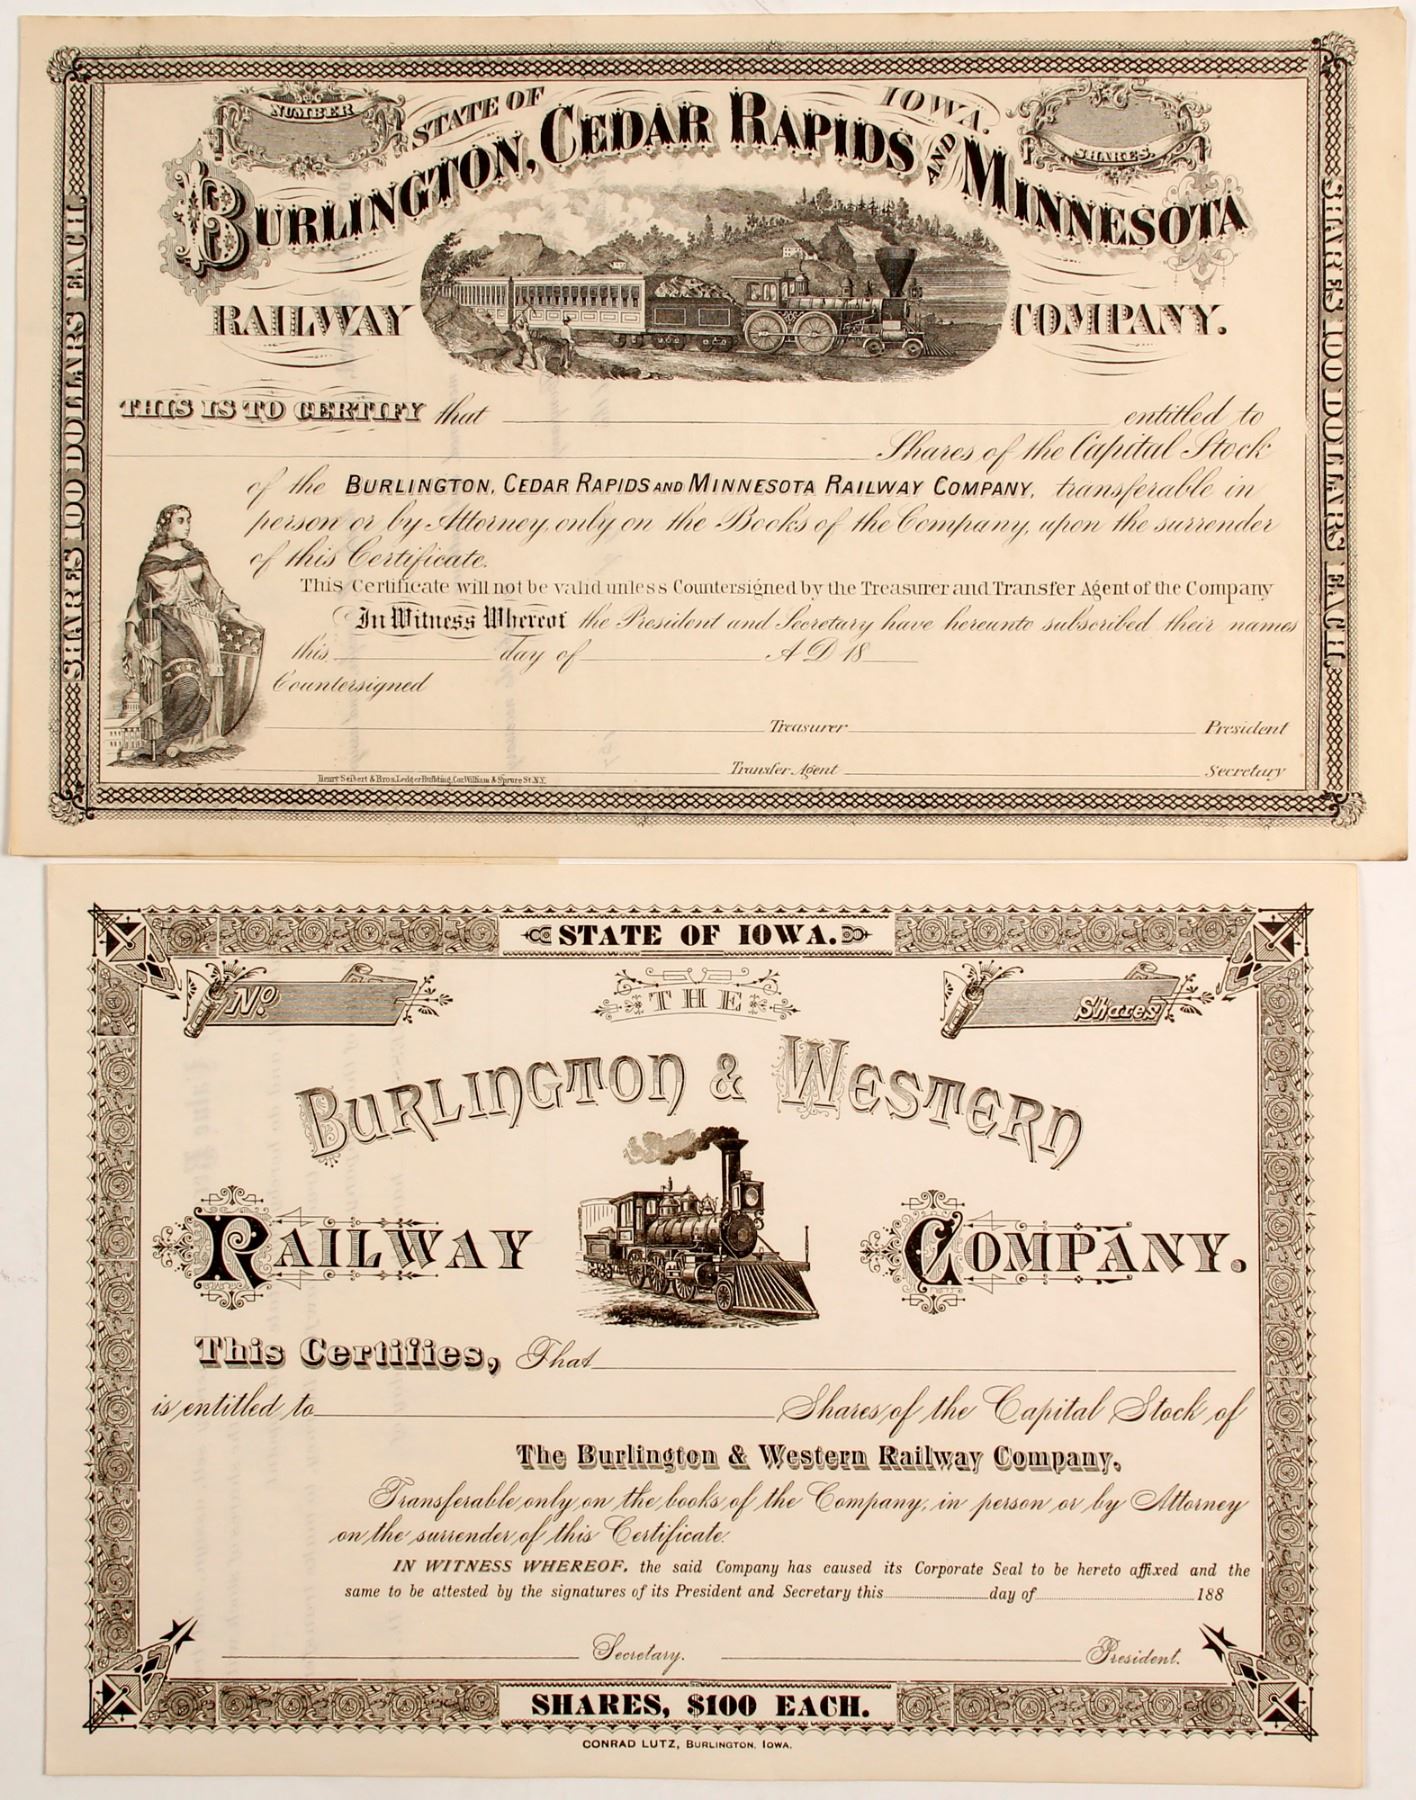 NUMBER
STATE OF IOWA.
SHARES.
BURLINGTON, CEDAR RAPIDS AND MINNESOTA
RAILWAY COMPANY.
SHARES 100 DOLLARS EACH.
SHARES 100 DOLLARS EACH.
THIS IS TO CERTIFY that entitled to
Shares of the Capital Stock
of the BURLINGTON, CEDAR RAPIDS AND MINNESOTA RAILWAY COMPANY, transferable in
person or by Attorney, only on the Books of the Company, upon the surrender
of this Certificate.
This Certificate will not be valid unless Countersigned by the Treasurer and Transfer Agent of the Company
In Witness Whereof the President and Secretary have hereunto subscribed their names
this day of A D 18
Countersigned
Treasurer President
Transfer Agent Secretary
Henry Seibert & Bros. Ledger Building, Cor. William & Spruce St. N.Y.
STATE OF IOWA.
No. THE Shares
BURLINGTON & WESTERN
RAILWAY COMPANY.
This Certifies, That
is entitled to Shares of the Capital Stock of
The Burlington & Western Railway Company,
Transferable only on the books of the Company, in person or by Attorney
on the surrender of this Certificate.
IN WITNESS WHEREOF, the said Company has caused its Corporate Seal to be hereto affixed and the
same to be attested by the signatures of its President and Secretary this day of 188
Secretary. President.
SHARES, $100 EACH.
CONRAD LUTZ, BURLINGTON, IOWA.